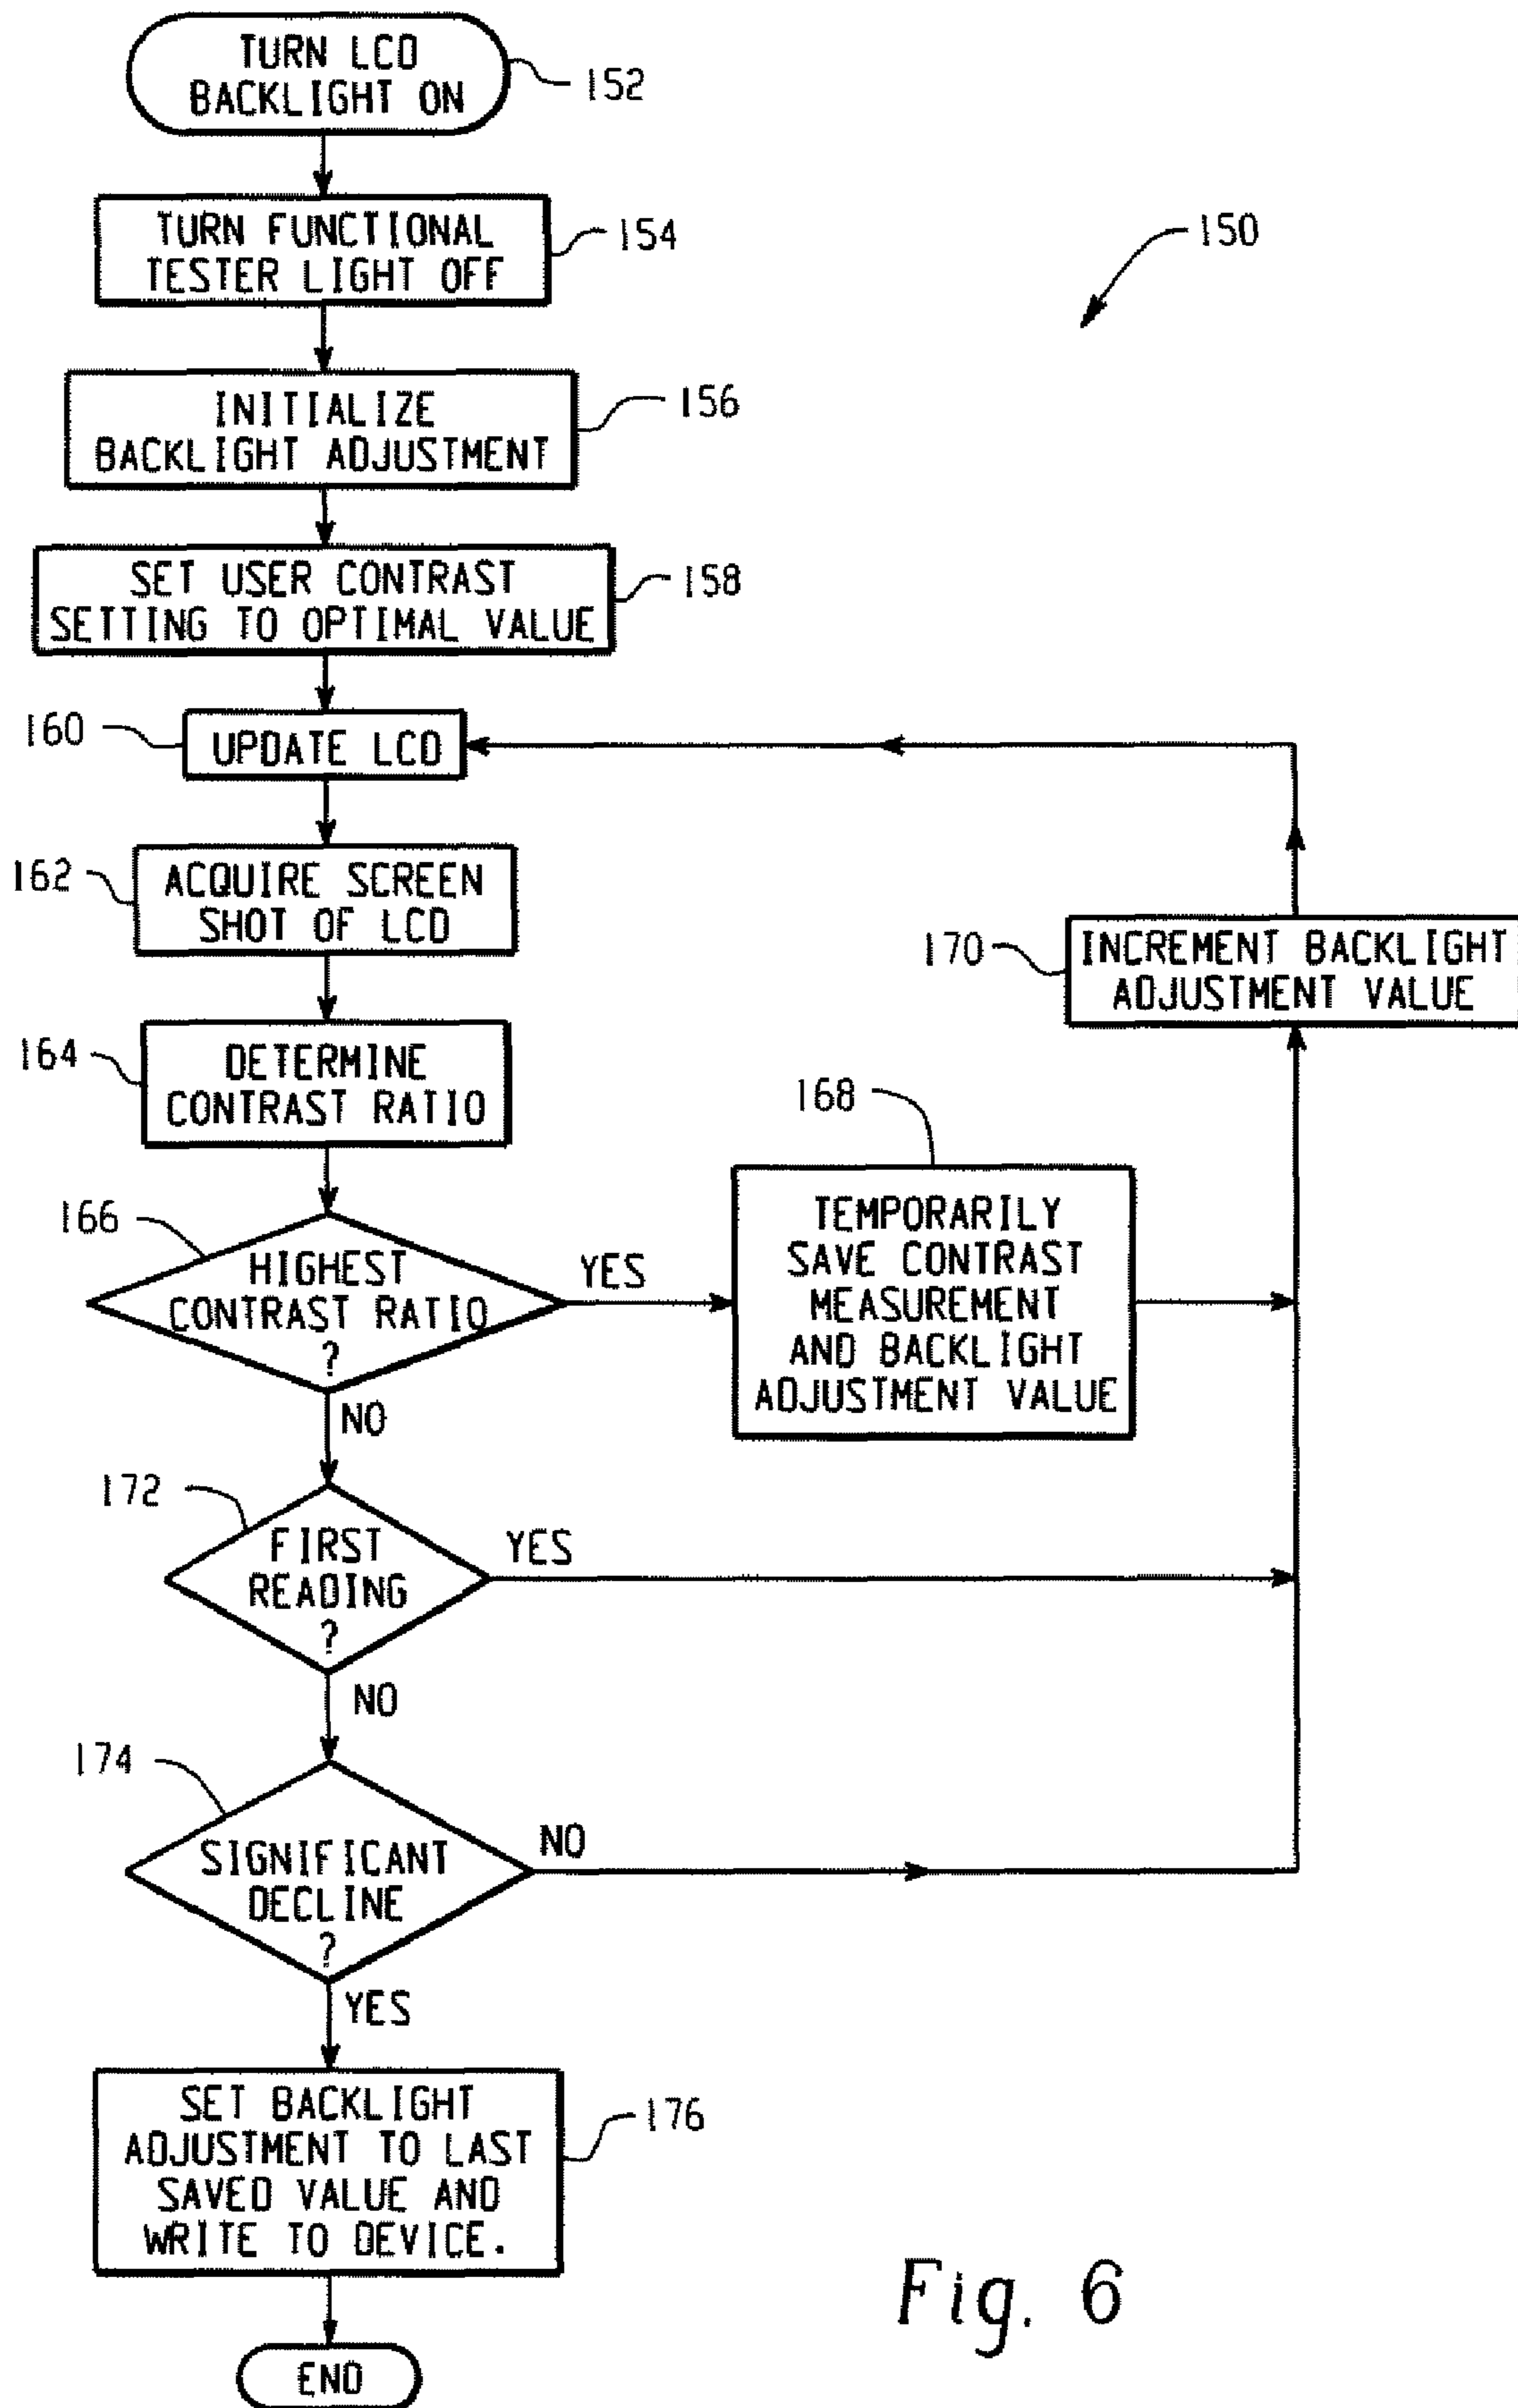 TURN LCD
BACKLIGHT ON
152
TURN FUNCTIONAL
TESTER LIGHT OFF
154
150
INITIALIZE
BACKLIGHT ADJUSTMENT
156
SET USER CONTRAST
SETTING TO OPTIMAL VALUE
158
160
UPDATE LCD
162
ACQUIRE SCREEN
SHOT OF LCD
170
INCREMENT BACKLIGHT
ADJUSTMENT VALUE
164
DETERMINE
CONTRAST RATIO
168
166
HIGHEST
CONTRAST RATIO
?
YES
TEMPORARILY
SAVE CONTRAST
MEASUREMENT
AND BACKLIGHT
ADJUSTMENT VALUE
NO
172
FIRST
READING
?
YES
NO
174
SIGNIFICANT
DECLINE
?
NO
YES
SET BACKLIGHT
ADJUSTMENT TO LAST
SAVED VALUE AND
WRITE TO DEVICE.
176
END
Fig. 6